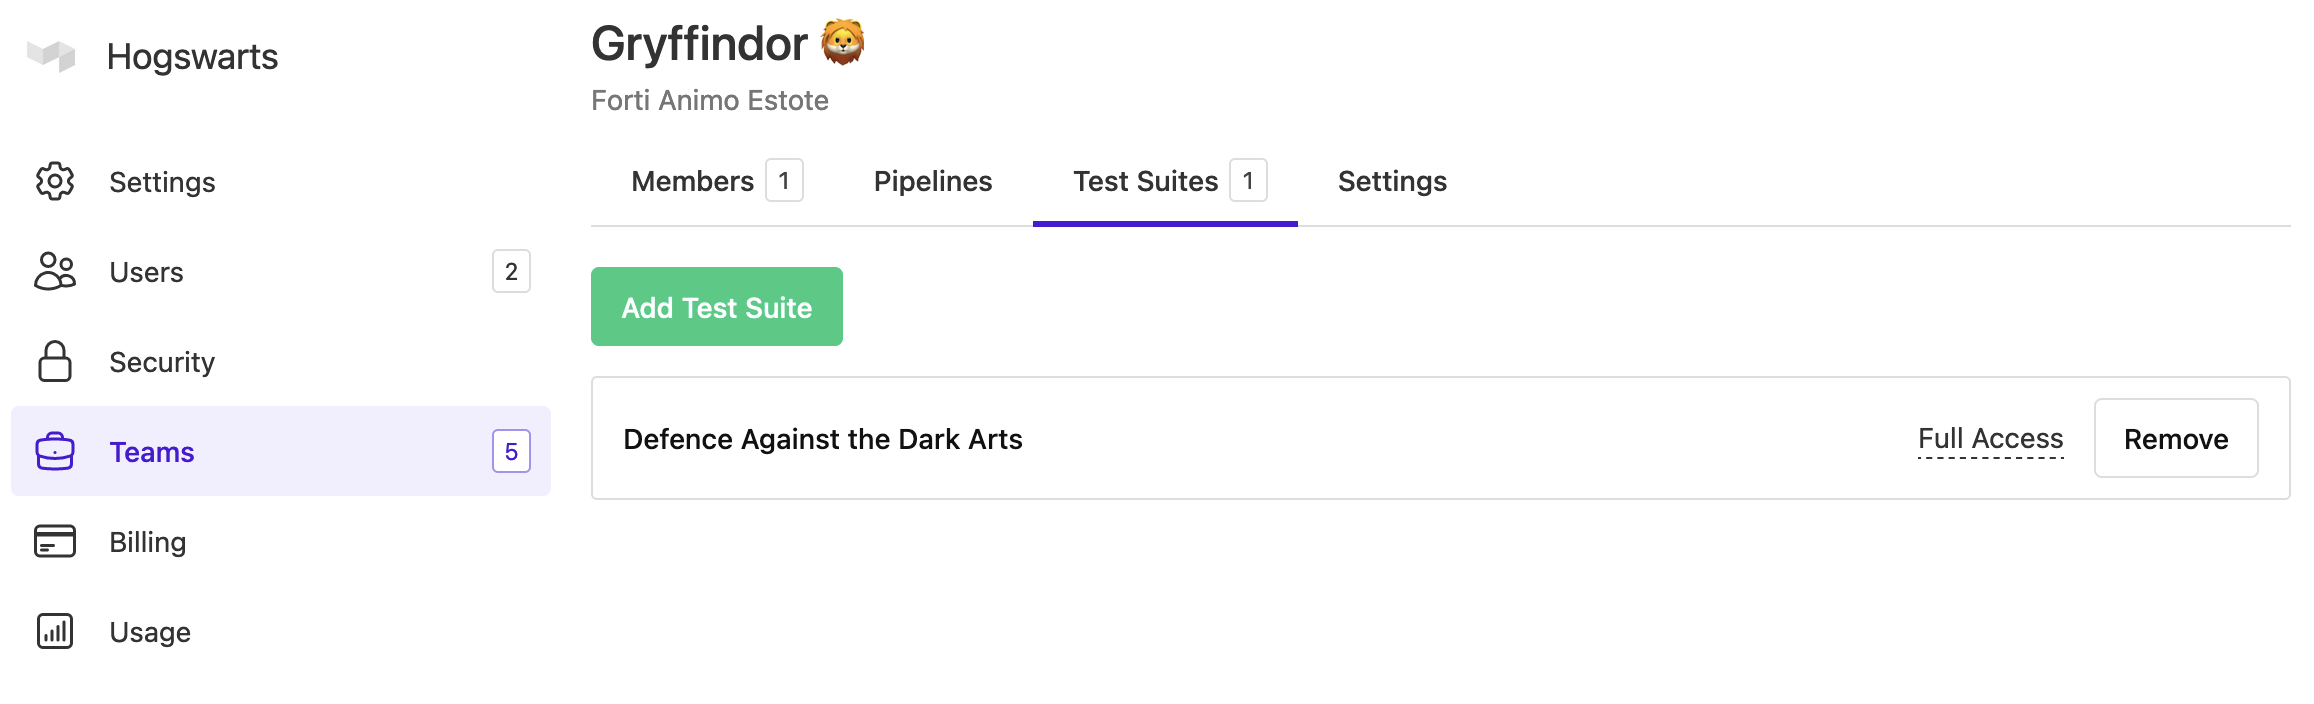 Hogswarts
Settings
Users 2
Security
Teams 5
Billing
Usage
Gryffindor 🦁
Forti Animo Estote
Members 1 Pipelines Test Suites 1 Settings
Add Test Suite
Defence Against the Dark Arts Full Access Remove